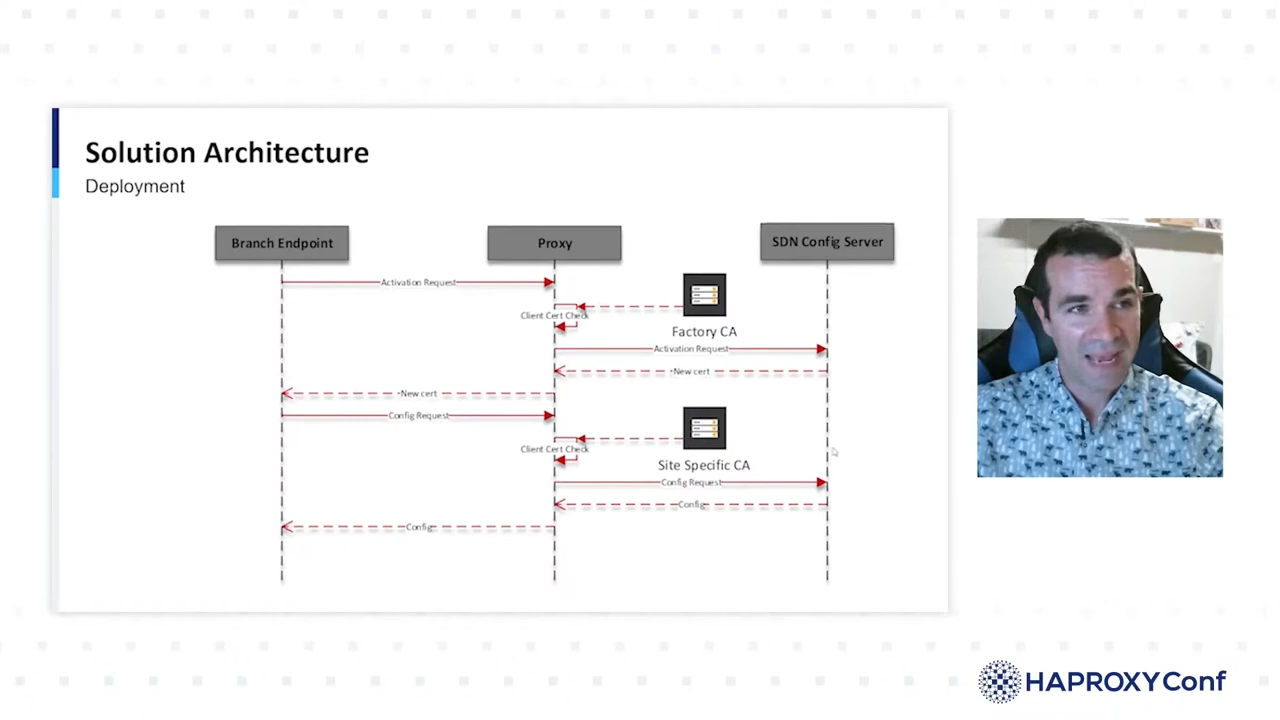 Solution Architecture
Deployment
Branch Endpoint
Proxy
SDN Config Server
Activation Request
Client Cert Check
Factory CA
Activation Request
New cert
New cert
Config Request
Client Cert Check
Site Specific CA
Config Request
Config
Config
HAPROXYConf